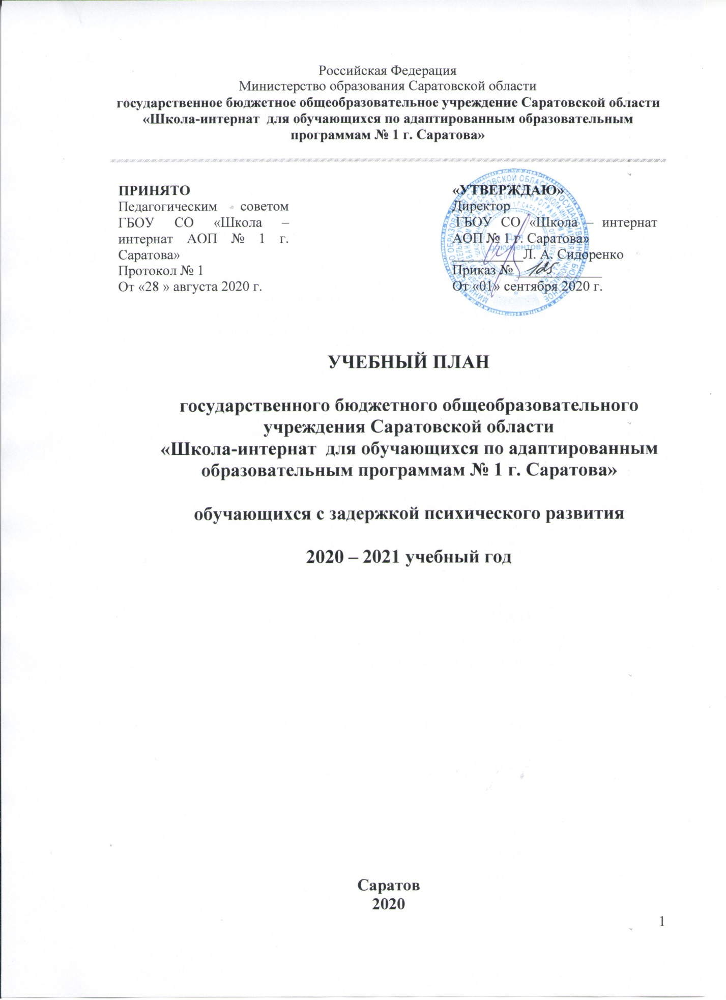 Российская Федерация
Министерство образования Саратовской области
государственное бюджетное общеобразовательное учреждение Саратовской области
«Школа-интернат для обучающихся по адаптированным образовательным
программам № 1 г. Саратова»
ПРИНЯТО
Педагогическим советом
ГБОУ СО «Школа –
интернат АОП № 1 г.
Саратова»
Протокол № 1
От «28 » августа 2020 г.
«УТВЕРЖДАЮ»
Директор
ГБОУ СО «Школа – интернат
АОП № 1 г. Саратова»
__________Л. А. Сидоренко
Приказ № 125
От «01» сентября 2020 г.
Для
документов
УЧЕБНЫЙ ПЛАН
государственного бюджетного общеобразовательного
учреждения Саратовской области
«Школа-интернат для обучающихся по адаптированным
образовательным программам № 1 г. Саратова»
обучающихся с задержкой психического развития
2020 – 2021 учебный год
Саратов
2020
1